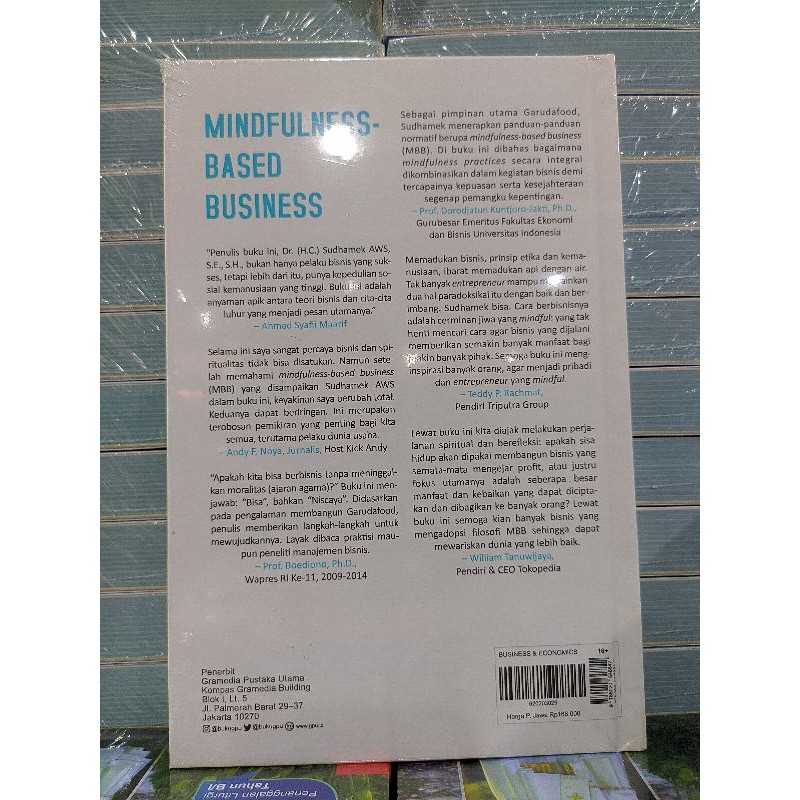 MINDFULNESS-
BASED
BUSINESS
"Penulis buku ini, Dr. (H.C.) Sudhamek AWS,
S.E., S.H., bukan hanya pelaku bisnis yang suk-
ses, tetapi lebih dari itu, punya kepedulian so-
sial kemanusiaan yang tinggi. Buku ini adalah
anyaman apik antara teori bisnis dan cita-cita
luhur yang menjadi pesan utamanya."
– Ahmad Syafii Maarif
Selama ini saya sangat percaya bisnis dan spi-
ritualitas tidak bisa disatukan. Namun sete-
lah memahami mindfulness-based business
(MBB) yang disampaikan Sudhamek AWS
dalam buku ini, keyakinan saya berubah total.
Keduanya dapat beriringan. Ini merupakan
terobosan pemikiran yang penting bagi kita
semua, terutama pelaku dunia usaha.
– Andy F. Noya, Jurnalis, Host Kick Andy
"Apakah kita bisa berbisnis tanpa meninggal-
kan moralitas (ajaran agama)?" Buku ini men-
jawab: "Bisa", bahkan "Niscaya". Didasarkan
pada pengalaman membangun Garudafood,
penulis memberikan langkah-langkah untuk
mewujudkannya. Layak dibaca praktisi mau-
pun peneliti manajemen bisnis.
– Prof. Boediono, Ph.D.,
Wapres RI Ke-11, 2009-2014
Sebagai pimpinan utama Garudafood,
Sudhamek menerapkan panduan-panduan
normatif berupa mindfulness-based business
(MBB). Di buku ini dibahas bagaimana
mindfulness practices secara integral
dikombinasikan dalam kegiatan bisnis demi
tercapainya kepuasan serta kesejahteraan
segenap pemangku kepentingan.
– Prof. Dorodjatun Kuntjoro-Jakti, Ph.D.,
Gurubesar Emeritus Fakultas Ekonomi
dan Bisnis Universitas Indonesia
Memadukan bisnis, prinsip etika dan kema-
nusiaan, ibarat memadukan api dengan air.
Tak banyak entrepreneur mampu memainkan
dua hal paradoksikal itu dengan baik dan ber-
imbang. Sudhamek bisa. Cara berbisnisnya
adalah cerminan jiwa yang mindful: yang tak
henti mencari cara agar bisnis yang dijalani
memberikan semakin banyak manfaat bagi
makin banyak pihak. Semoga buku ini meng-
inspirasi banyak orang, agar menjadi pribadi
dan entrepreneur yang mindful.
– Teddy P. Rachmat,
Pendiri Triputra Group
Lewat buku ini kita diajak melakukan perja-
lanan spiritual dan berefleksi: apakah sisa
hidup akan dipakai membangun bisnis yang
semata-mata mengejar profit, atau justru
fokus utamanya adalah seberapa besar
manfaat dan kebaikan yang dapat dicipta-
kan dan dibagikan ke banyak orang? Lewat
buku ini semoga kian banyak bisnis yang
mengadopsi filosofi MBB sehingga dapat
mewariskan dunia yang lebih baik.
– William Tanuwijaya,
Pendiri & CEO Tokopedia
Penerbit
Gramedia Pustaka Utama
Kompas Gramedia Building
Blok I, Lt. 5
Jl. Palmerah Barat 29–37
Jakarta 10270
@bukugpu @bukugpu www.gpu.id
BUSINESS & ECONOMICS 16+
920203029
Harga P. Jawa Rp168.000
Penanggalan Liturgi
Tahun B/I